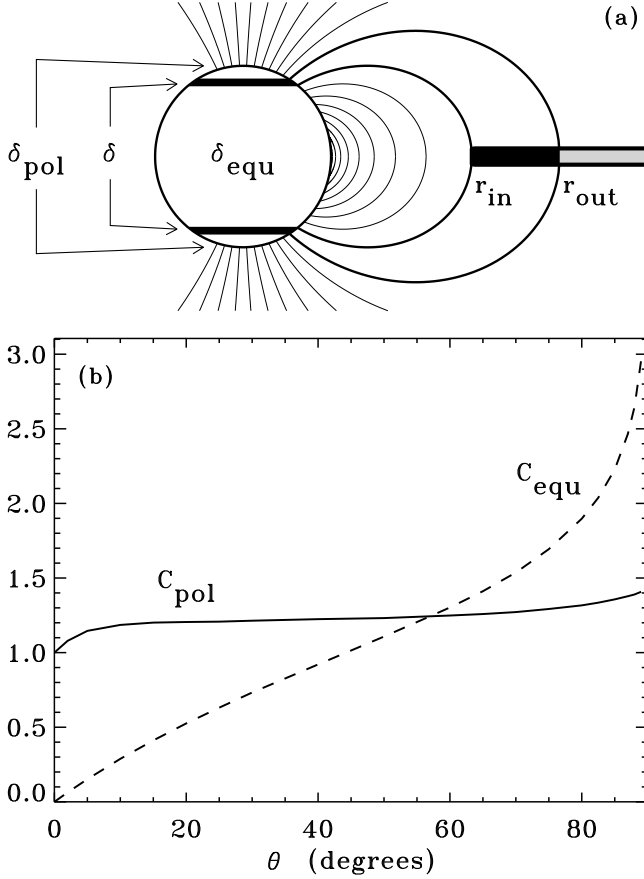 (a)
δpol δ δequ
rin rout
(b)
3.0
2.5
2.0
1.5
1.0
0.5
0.0
Cequ
Cpol
0 20 40 60 80
θ (degrees)